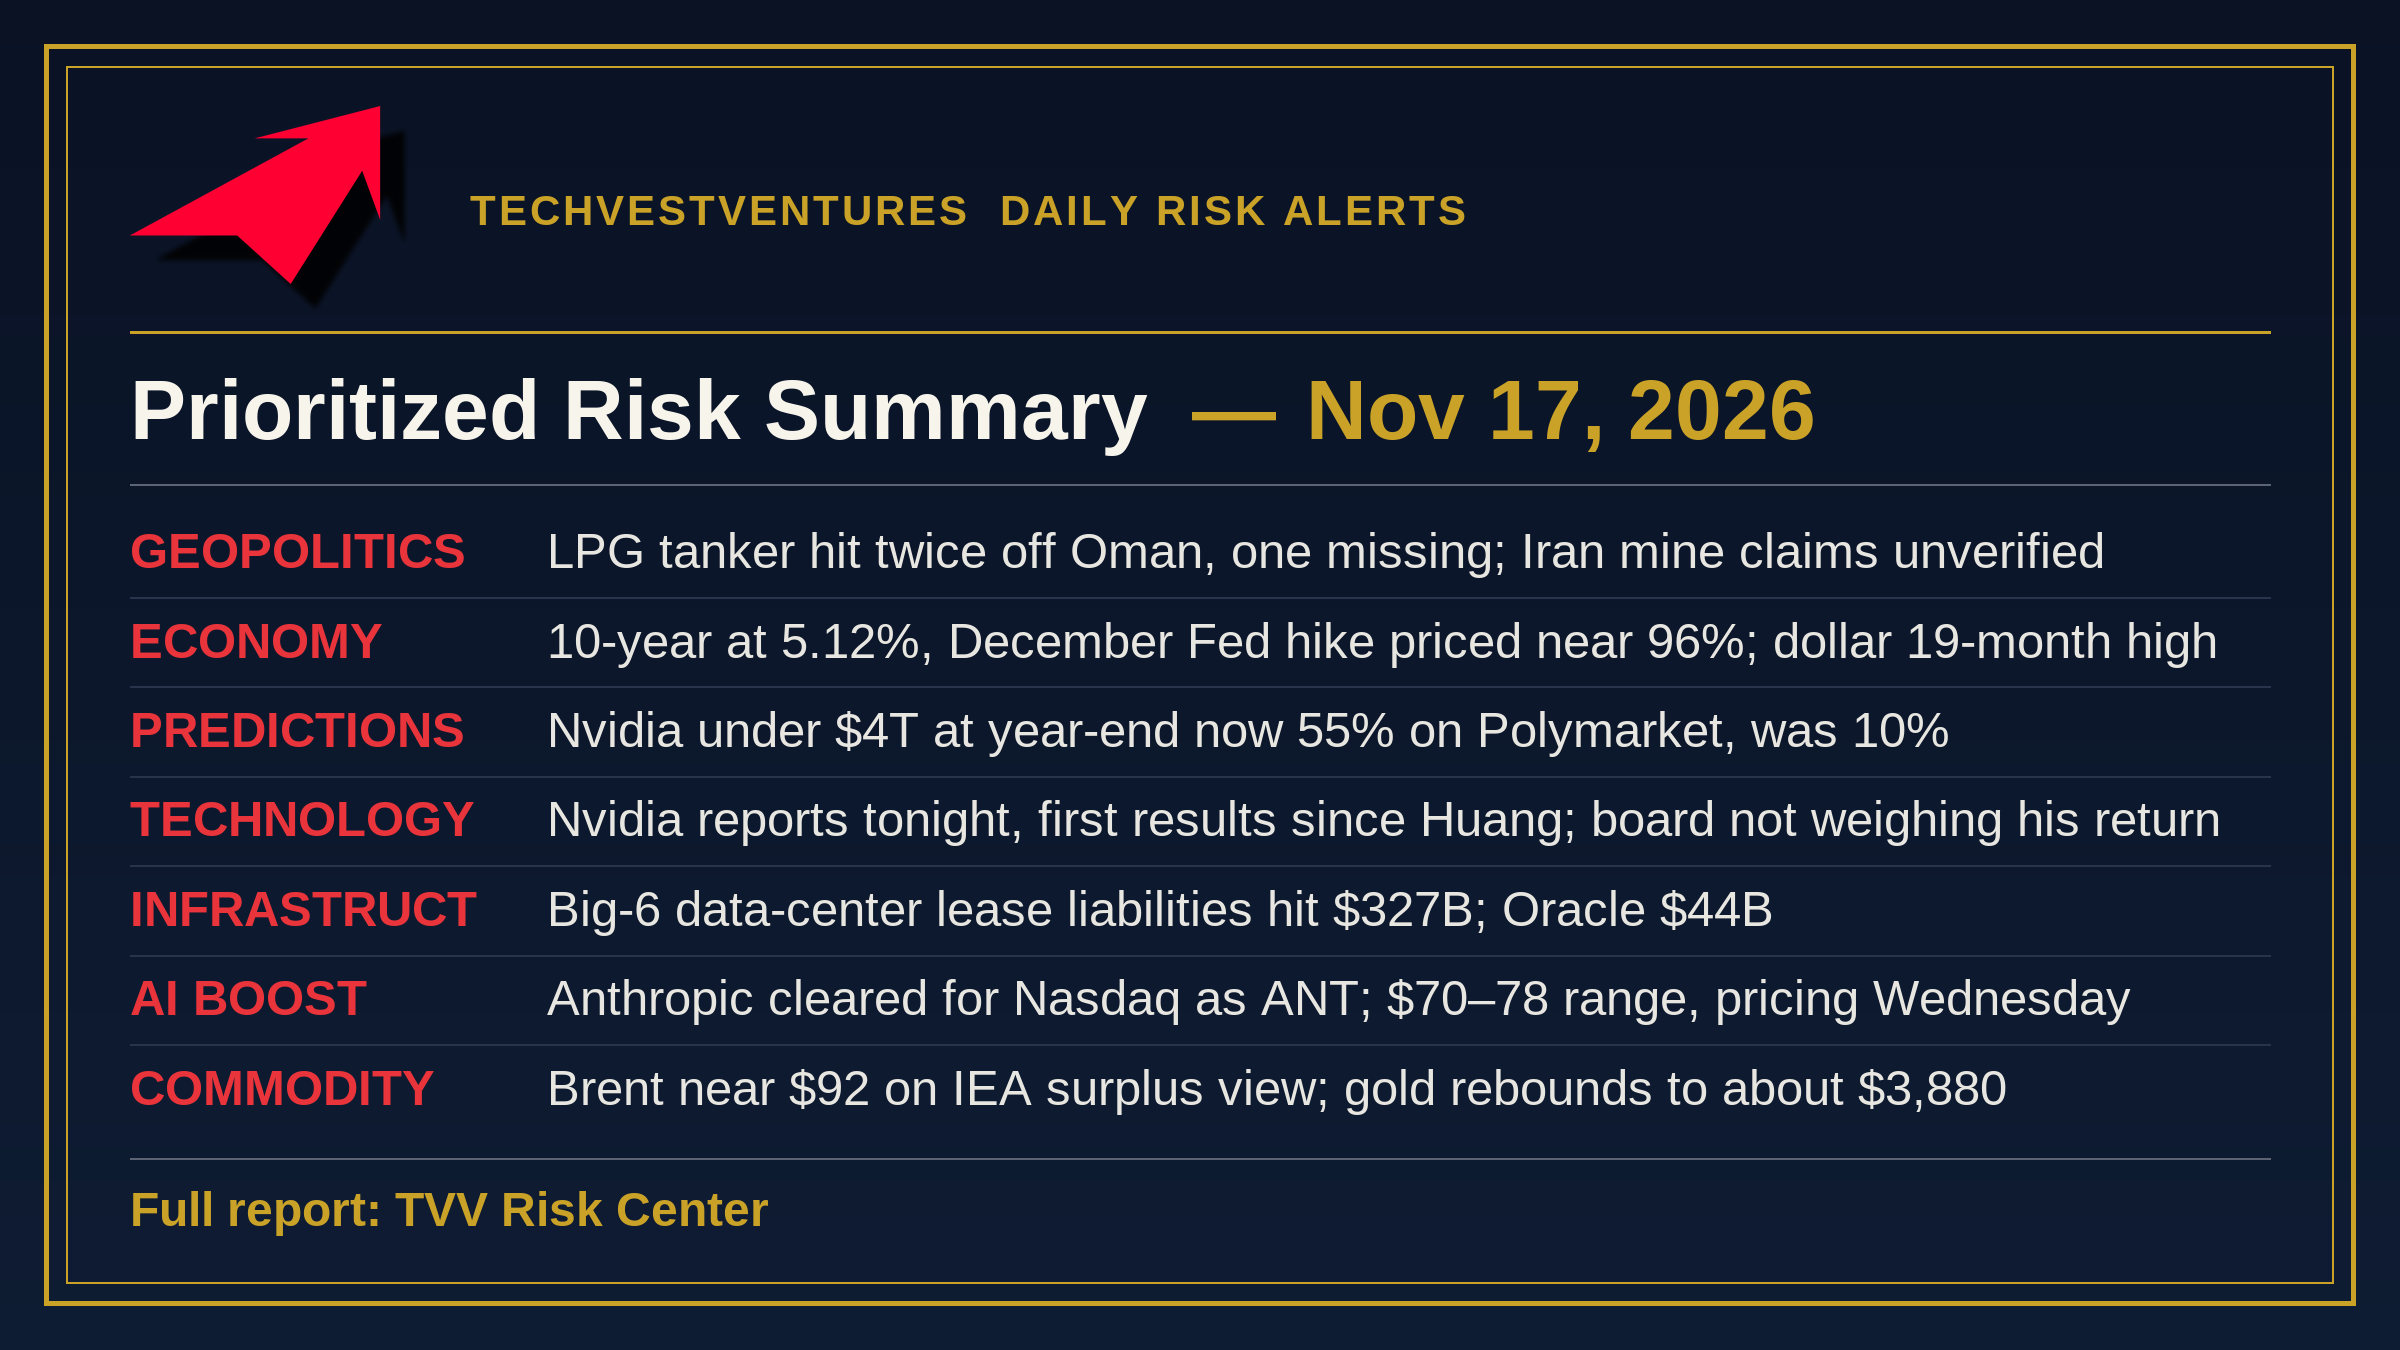 TECHVESTVENTURES DAILY RISK ALERTS
Prioritized Risk Summary — Nov 17, 2026
GEOPOLITICS LPG tanker hit twice off Oman, one missing; Iran mine claims unverified
ECONOMY 10-year at 5.12%, December Fed hike priced near 96%; dollar 19-month high
PREDICTIONS Nvidia under $4T at year-end now 55% on Polymarket, was 10%
TECHNOLOGY Nvidia reports tonight, first results since Huang; board not weighing his return
INFRASTRUCT Big-6 data-center lease liabilities hit $327B; Oracle $44B
AI BOOST Anthropic cleared for Nasdaq as ANT; $70–78 range, pricing Wednesday
COMMODITY Brent near $92 on IEA surplus view; gold rebounds to about $3,880
Full report: TVV Risk Center